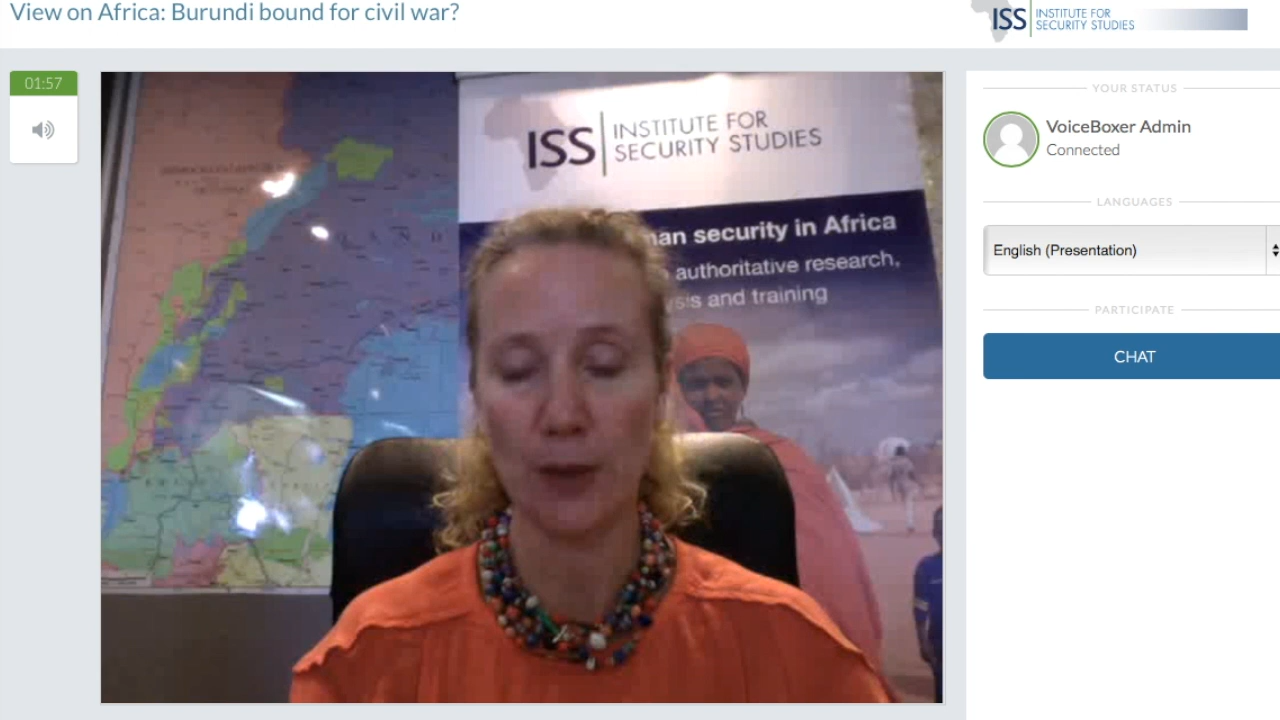 View on Africa: Burundi bound for civil war?
ISS INSTITUTE FOR
SECURITY STUDIES
01:57
ISS INSTITUTE FOR
SECURITY STUDIES
man security in Africa
authoritative research,
sis and training
YOUR STATUS
VoiceBoxer Admin
Connected
LANGUAGES
English (Presentation)
PARTICIPATE
CHAT